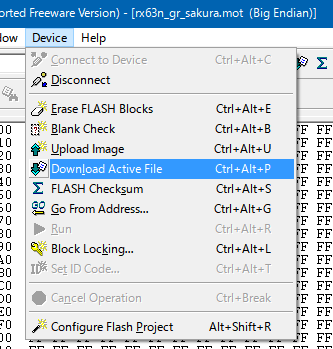 orted Freeware Version) - [rx63n_gr_sakura.mot (Big Endian)]
dow Device Help
Connect to Device Ctrl+Alt+C
Disconnect
Erase FLASH Blocks Ctrl+Alt+E
Blank Check Ctrl+Alt+B
Upload Image Ctrl+Alt+U
Download Active File Ctrl+Alt+P
FLASH Checksum Ctrl+Alt+S
Go From Address... Ctrl+Alt+G
Run Ctrl+Alt+R
Block Locking... Ctrl+Alt+L
Set ID Code... Ctrl+Alt+T
Cancel Operation Ctrl+Break
Configure Flash Project Alt+Shift+R